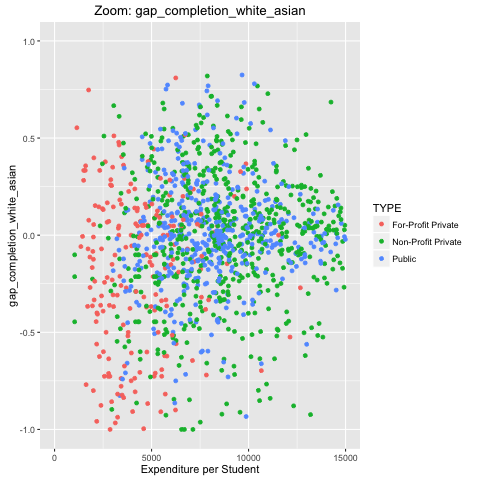 Zoom: gap_completion_white_asian
1.0
0.5
0.0
-0.5
-1.0
gap_completion_white_asian
0
5000
10000
15000
Expenditure per Student
TYPE
For-Profit Private
Non-Profit Private
Public